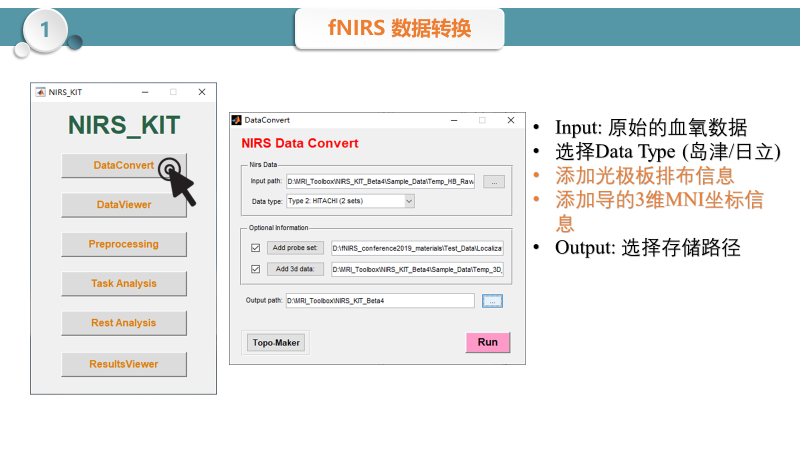 1
fNIRS 数据转换
NIRS_KIT
NIRS_KIT
DataConvert
DataViewer
Preprocessing
Task Analysis
Rest Analysis
ResultsViewer
DataConvert
NIRS Data Convert
Nirs Data
Input path: D:\MRI_Toolbox\NIRS_KIT_Beta4\Sample_Data\Temp_HB_Raw ...
Data type: Type 2: HITACHI (2 sets)
Optional Information
Add probe set: D:\fNIRS_conference2019_materials\Test_Data\Localiza
Add 3d data: D:\MRI_Toolbox\NIRS_KIT_Beta4\Sample_Data\Temp_3D_
Output path: D:\MRI_Toolbox\NIRS_KIT_Beta4 ...
Topo-Maker
Run
• Input: 原始的血氧数据
• 选择Data Type (岛津/日立)
• 添加光极板排布信息
• 添加导的3维MNI坐标信
息
• Output: 选择存储路径